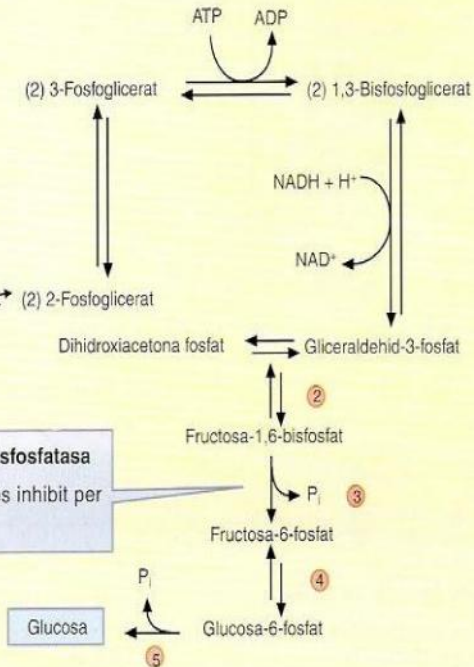 ATP ADP
(2) 3-Fosfoglicerat (2) 1,3-Bisfosfoglicerat
NADH + H⁺
NAD⁺
(2) 2-Fosfoglicerat
Dihidroxiacetona fosfat Gliceraldehid-3-fosfat
2
Fructosa-1,6-bisfosfat
sfosfatasa
s inhibit per
Pᵢ 3
Fructosa-6-fosfat
4
Pᵢ
Glucosa Glucosa-6-fosfat
5